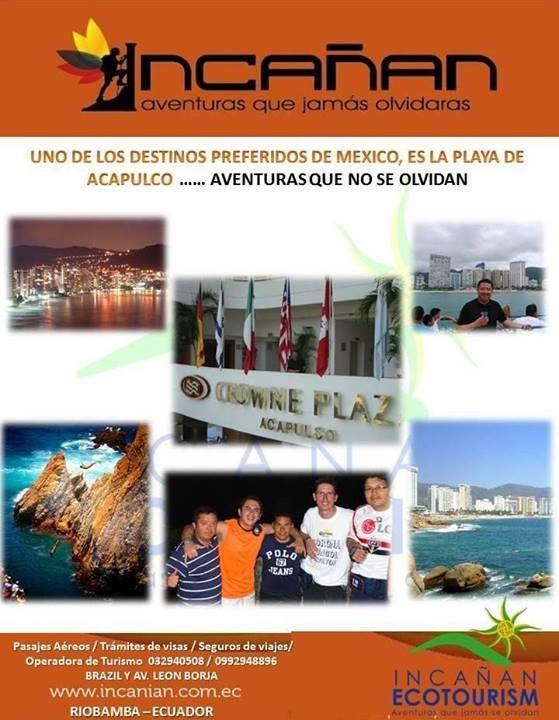 INCAÑAN
aventuras que jamás olvidaras
UNO DE LOS DESTINOS PREFERIDOS DE MEXICO, ES LA PLAYA DE
ACAPULCO ...... AVENTURAS QUE NO SE OLVIDAN
CROWNE PLAZ
ACAPULCO
CORONA
POLO
67
JEANS
LG
Pasajes Aéreos / Trámites de visas / Seguros de viajes/
Operadora de Turismo 032940508 / 0992948896
BRAZIL Y AV. LEON BORJA
www.incanian.com.ec
RIOBAMBA – ECUADOR
INCAÑAN
ECOTOURISM
Aventuras que jamás se olvidan